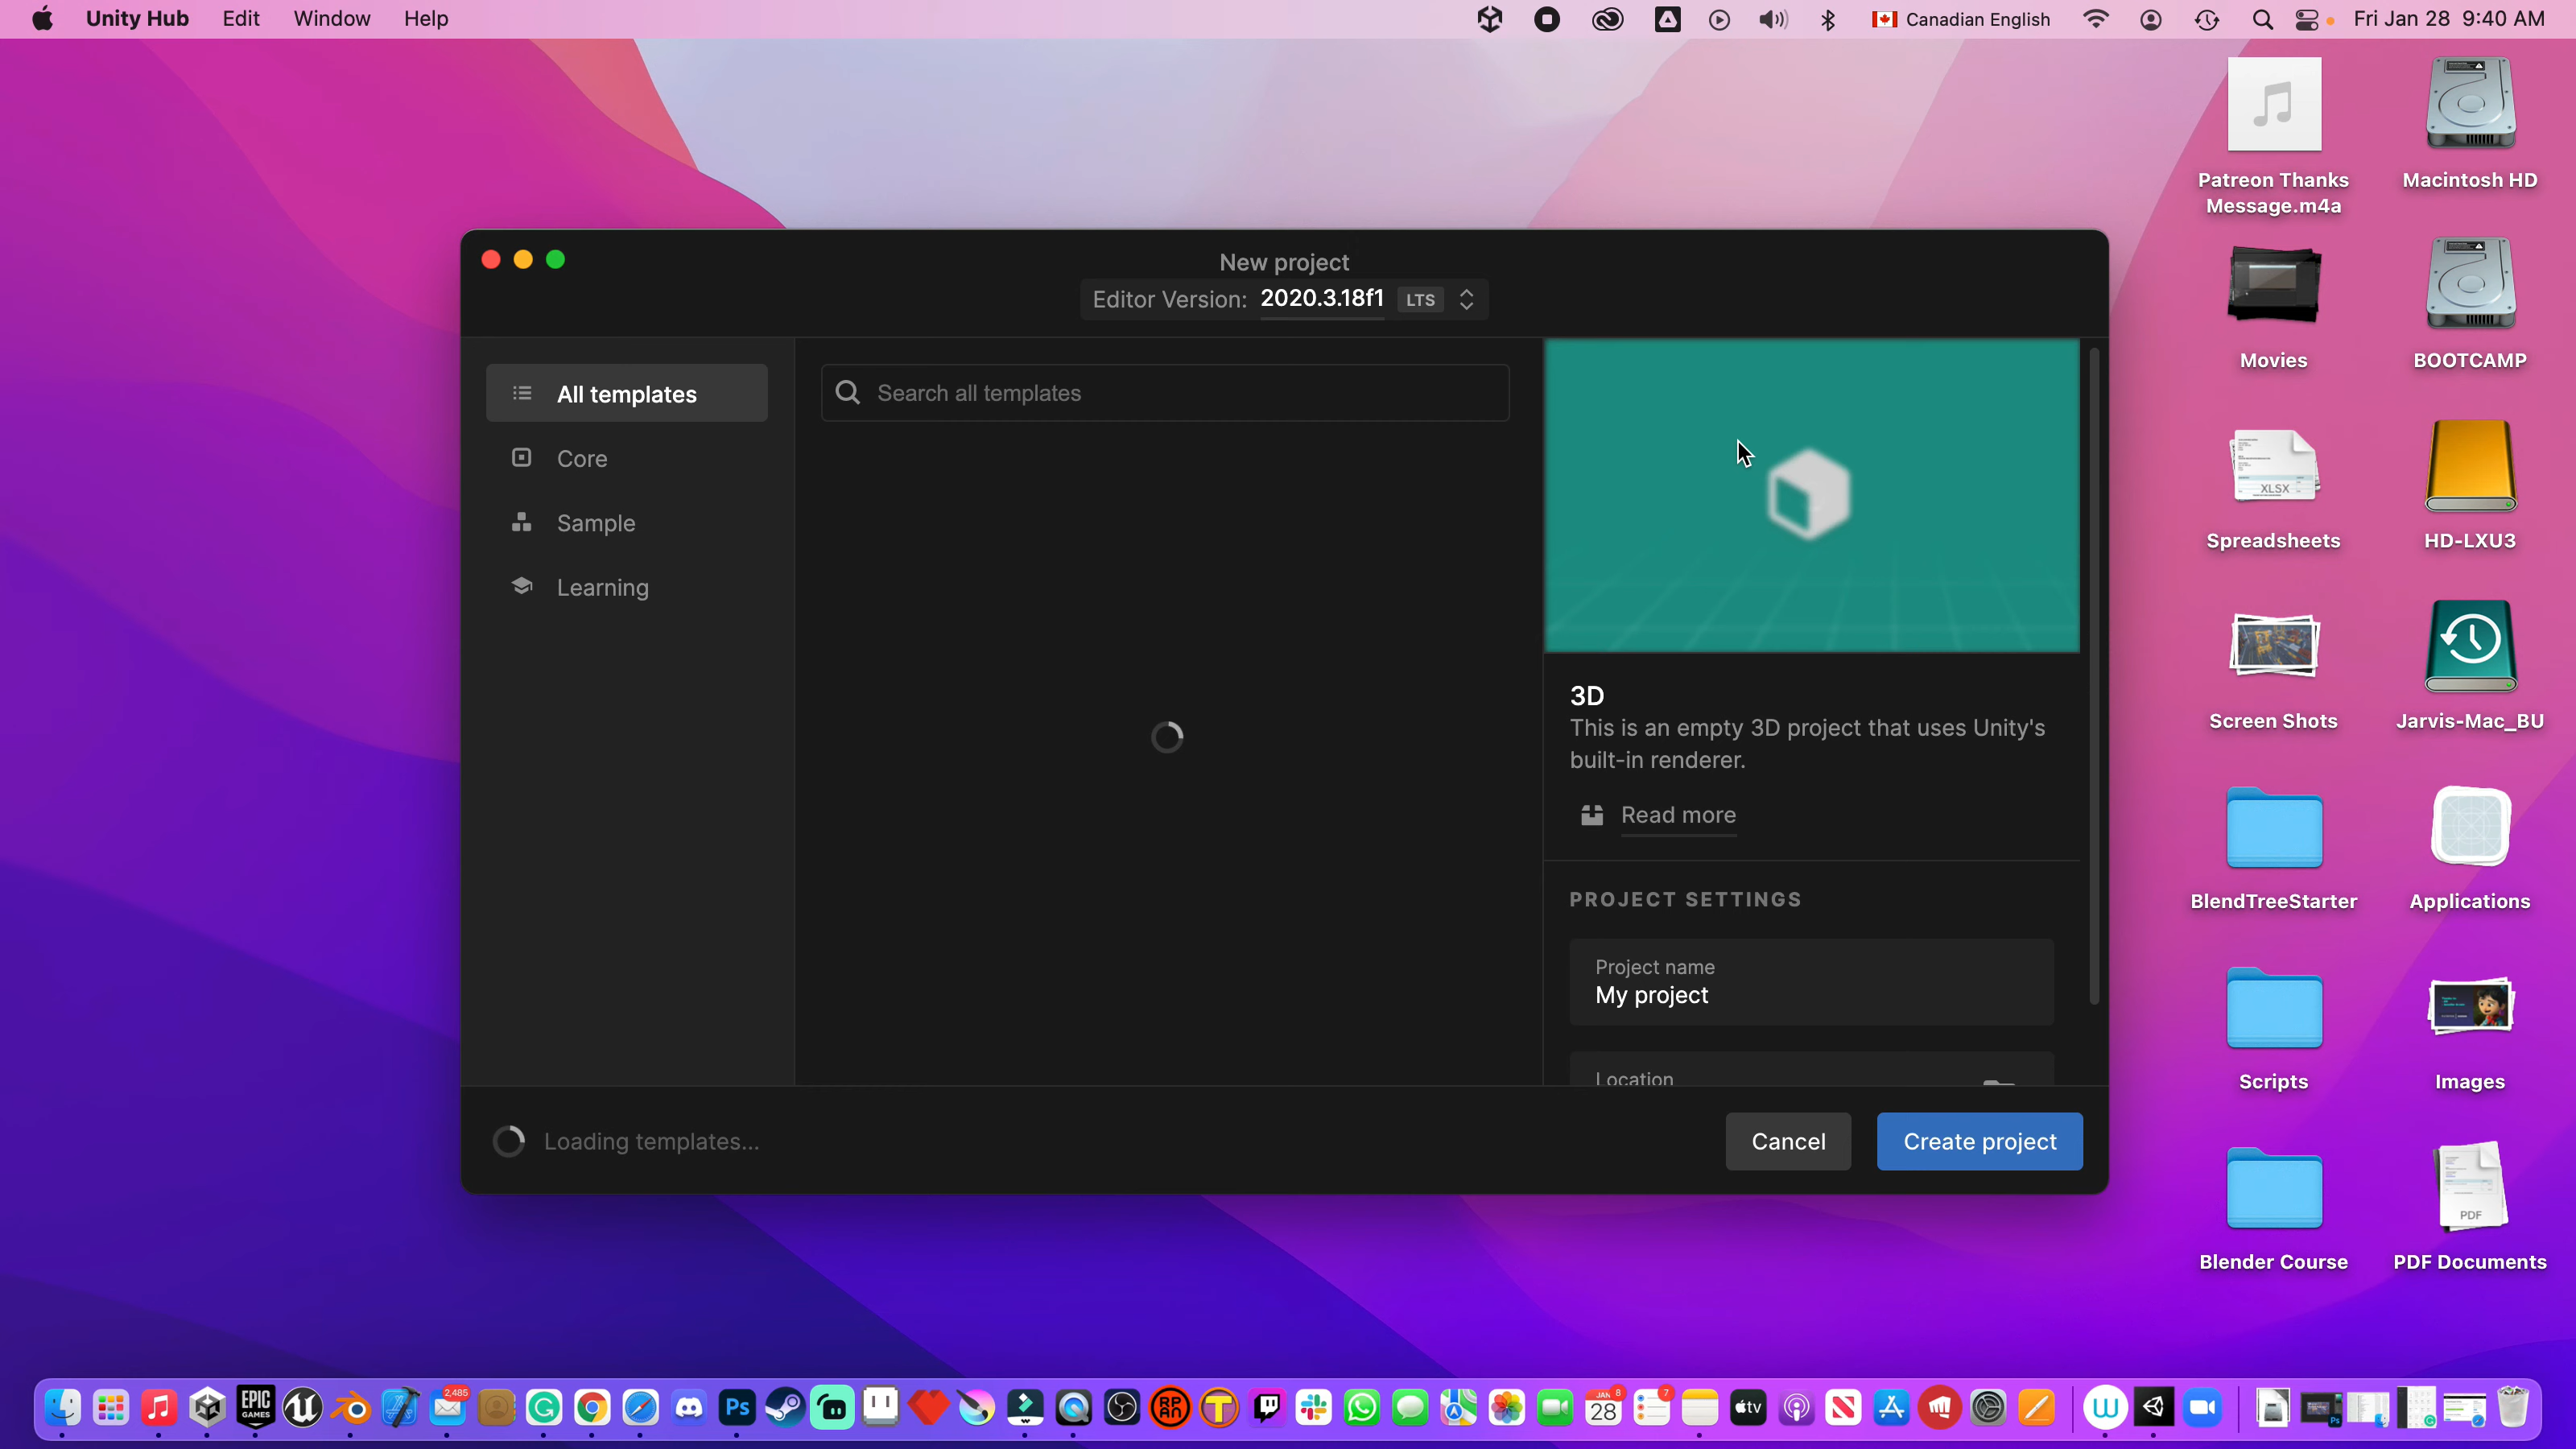 Unity Hub Edit Window Help
Canadian English Fri Jan 28 9:40 AM
Patreon Thanks
Message.m4a
Macintosh HD
Movies
BOOTCAMP
XLSX
Spreadsheets
HD-LXU3
Screen Shots
Jarvis-Mac_BU
BlendTreeStarter
Applications
Scripts
Images
PDF
Blender Course
PDF Documents
New project
Editor Version: 2020.3.18f1 LTS
All templates
Core
Sample
Learning
Search all templates
3D
This is an empty 3D project that uses Unity's
built-in renderer.
Read more
PROJECT SETTINGS
Project name
My project
Location
Loading templates...
Cancel
Create project
EPIC
GAMES
2,485
Ps
JAN
28
8
7
tv